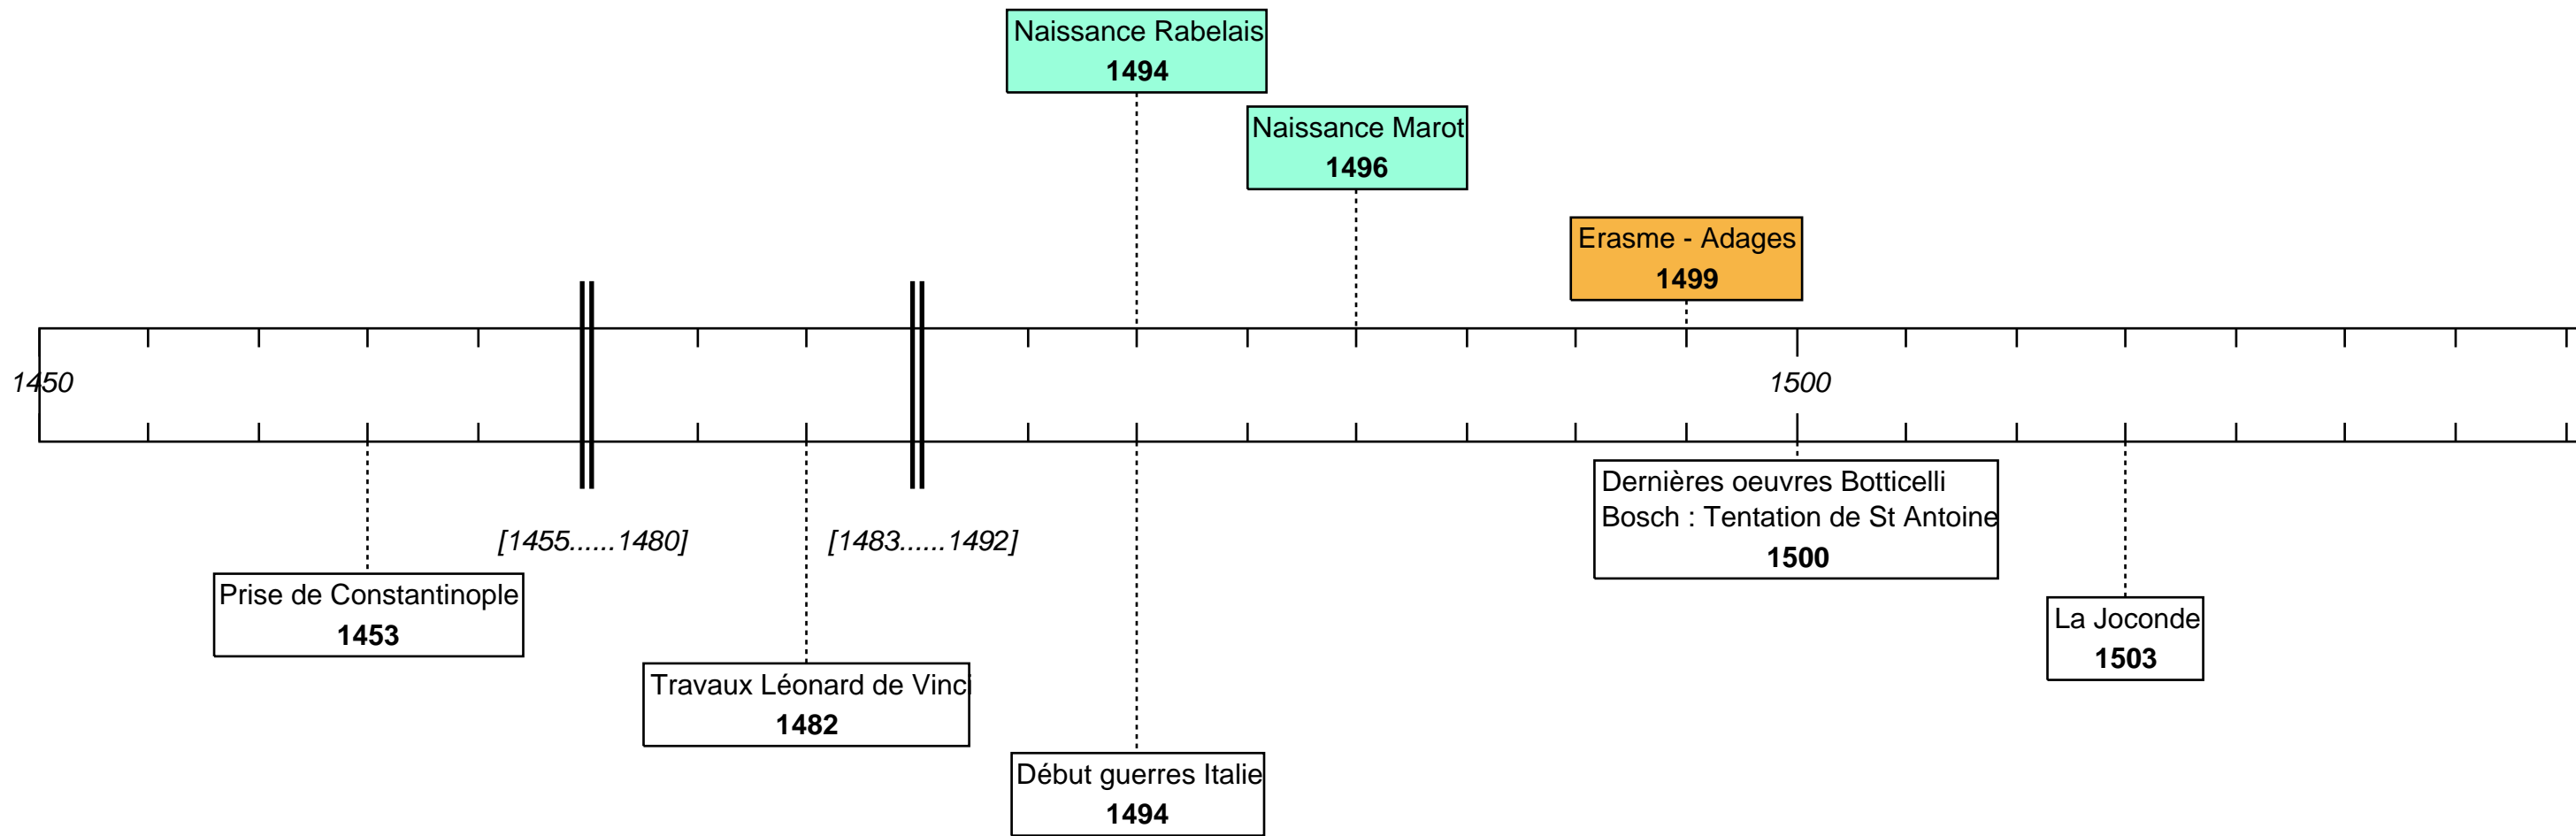 Naissance Rabelais
1494
Naissance Marot
1496
Erasme - Adages
1499
1450
1500
Dernières oeuvres Botticelli
Bosch : Tentation de St Antoine
1500
[1455......1480]
[1483......1492]
Prise de Constantinople
1453
La Joconde
1503
Travaux Léonard de Vinci
1482
Début guerres Italie
1494